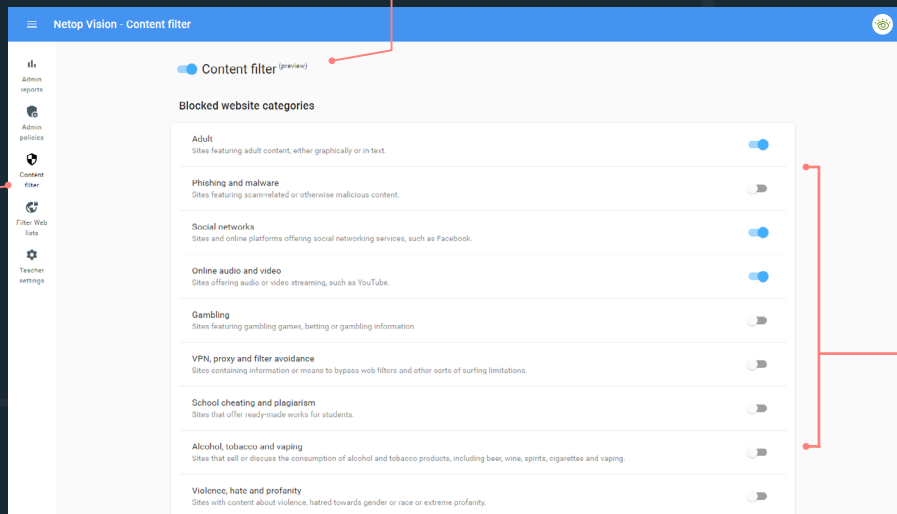 Netop Vision - Content filter
Admin
reports
Admin
policies
Content
filter
Filter Web
lists
Teacher
settings
Content filter (preview)
Blocked website categories
Adult
Sites featuring adult content, either graphically or in text.
Phishing and malware
Sites featuring scam-related or otherwise malicious content.
Social networks
Sites and online platforms offering social networking services, such as Facebook.
Online audio and video
Sites offering audio or video streaming, such as YouTube.
Gambling
Sites featuring gambling games, betting or gambling information
VPN, proxy and filter avoidance
Sites containing information or means to bypass web filters and other sorts of surfing limitations.
School cheating and plagiarism
Sites that offer ready-made works for students.
Alcohol, tobacco and vaping
Sites that sell or discuss the consumption of alcohol and tobacco products, including beer, wine, spirits, cigarettes and vaping.
Violence, hate and profanity
Sites with content about violence, hatred towards gender or race or extreme profanity.